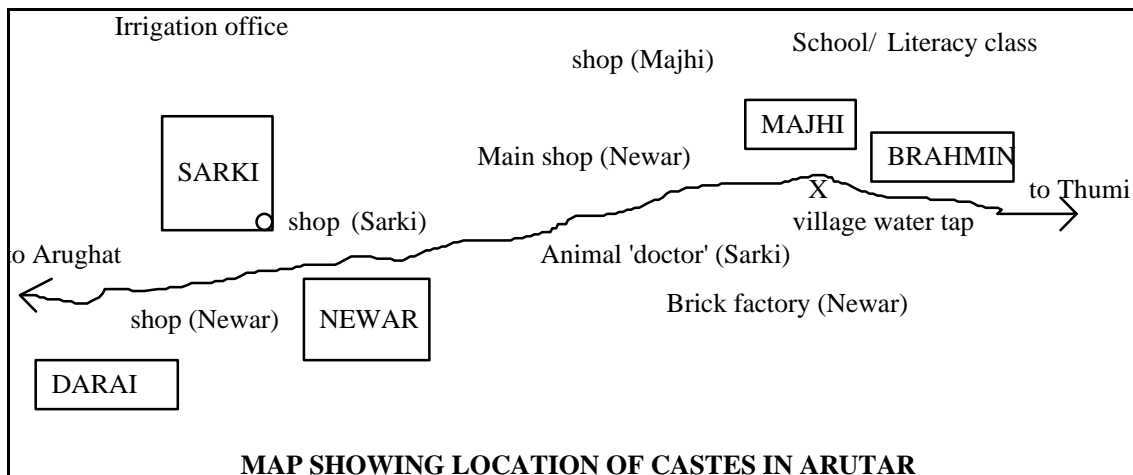 Irrigation office
School/ Literacy class
shop (Majhi)
MAJHI
BRAHMIN
Main shop (Newar)
SARKI
X
to Thumi
shop (Sarki)
village water tap
to Arughat
Animal 'doctor' (Sarki)
Brick factory (Newar)
shop (Newar)
NEWAR
DARAI
MAP SHOWING LOCATION OF CASTES IN ARUTAR